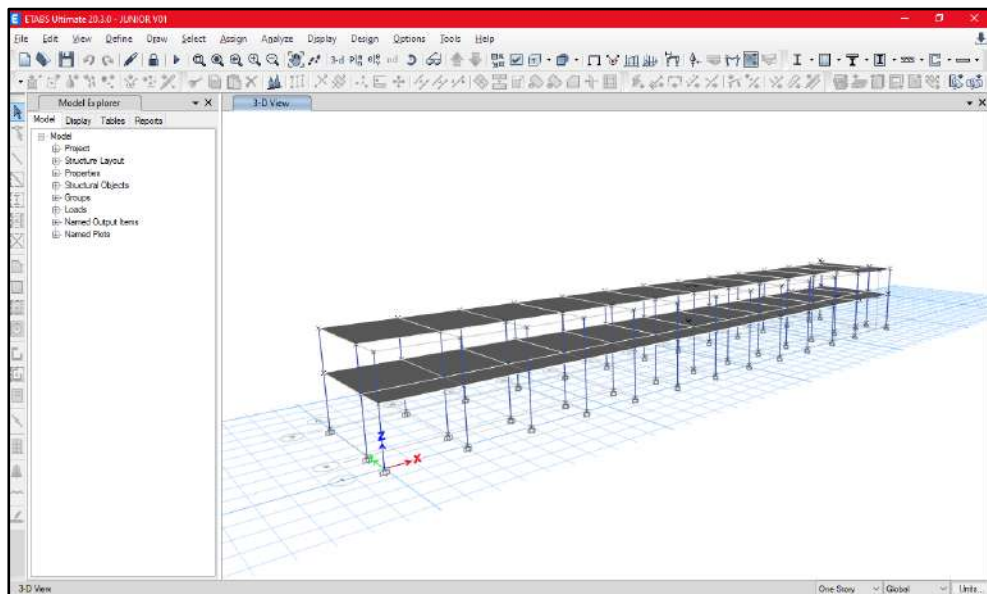 E ETABS Ultimate 20.3.0 - JUNIOR V01
File Edit View Define Draw Select Assign Analyze Display Design Options Tools Help
3-d
Model Explorer
3-D View
Model Display Tables Reports
Model
Project
Structure Layout
Properties
Structural Objects
Groups
Loads
Named Output Items
Named Plots
Z
X
3-D View One Story Global Units...